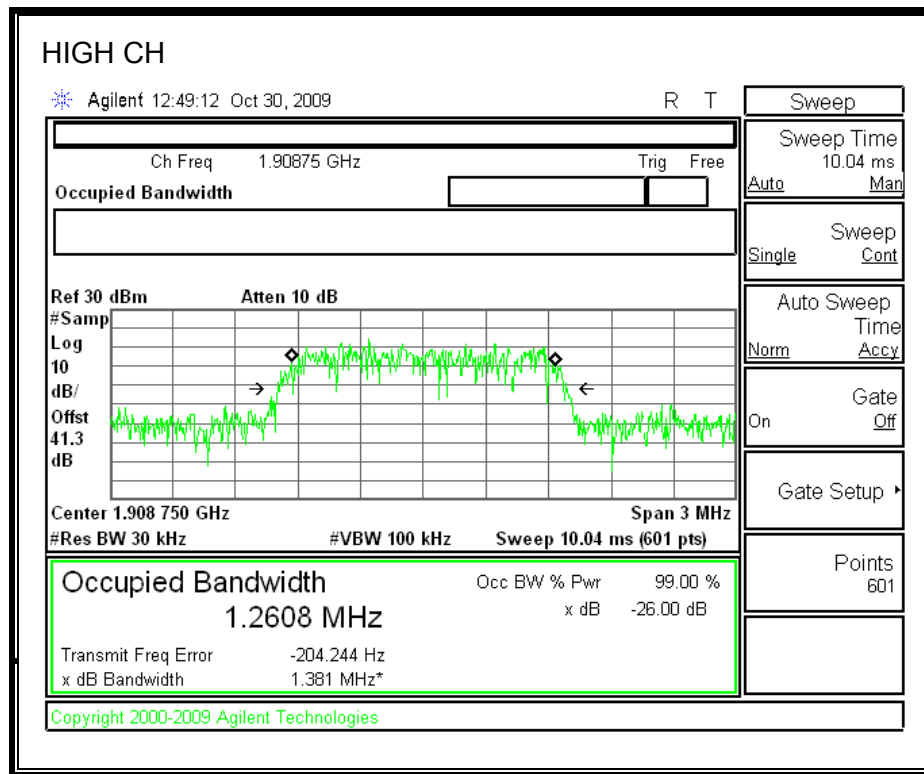 HIGH CH
Agilent 12:49:12 Oct 30, 2009 R T
Ch Freq 1.90875 GHz Trig Free
Occupied Bandwidth
Ref 30 dBm Atten 10 dB
#Samp
Log
10
dB/
Offst
41.3
dB
Center 1.908 750 GHz Span 3 MHz
#Res BW 30 kHz #VBW 100 kHz Sweep 10.04 ms (601 pts)
Occupied Bandwidth Occ BW % Pwr 99.00 %
1.2608 MHz x dB -26.00 dB
Transmit Freq Error -204.244 Hz
x dB Bandwidth 1.381 MHz*
Copyright 2000-2009 Agilent Technologies
Sweep
Sweep Time
10.04 ms
Auto Man
Sweep
Single Cont
Auto Sweep
Time
Norm Accy
Gate
On Off
Gate Setup
Points
601